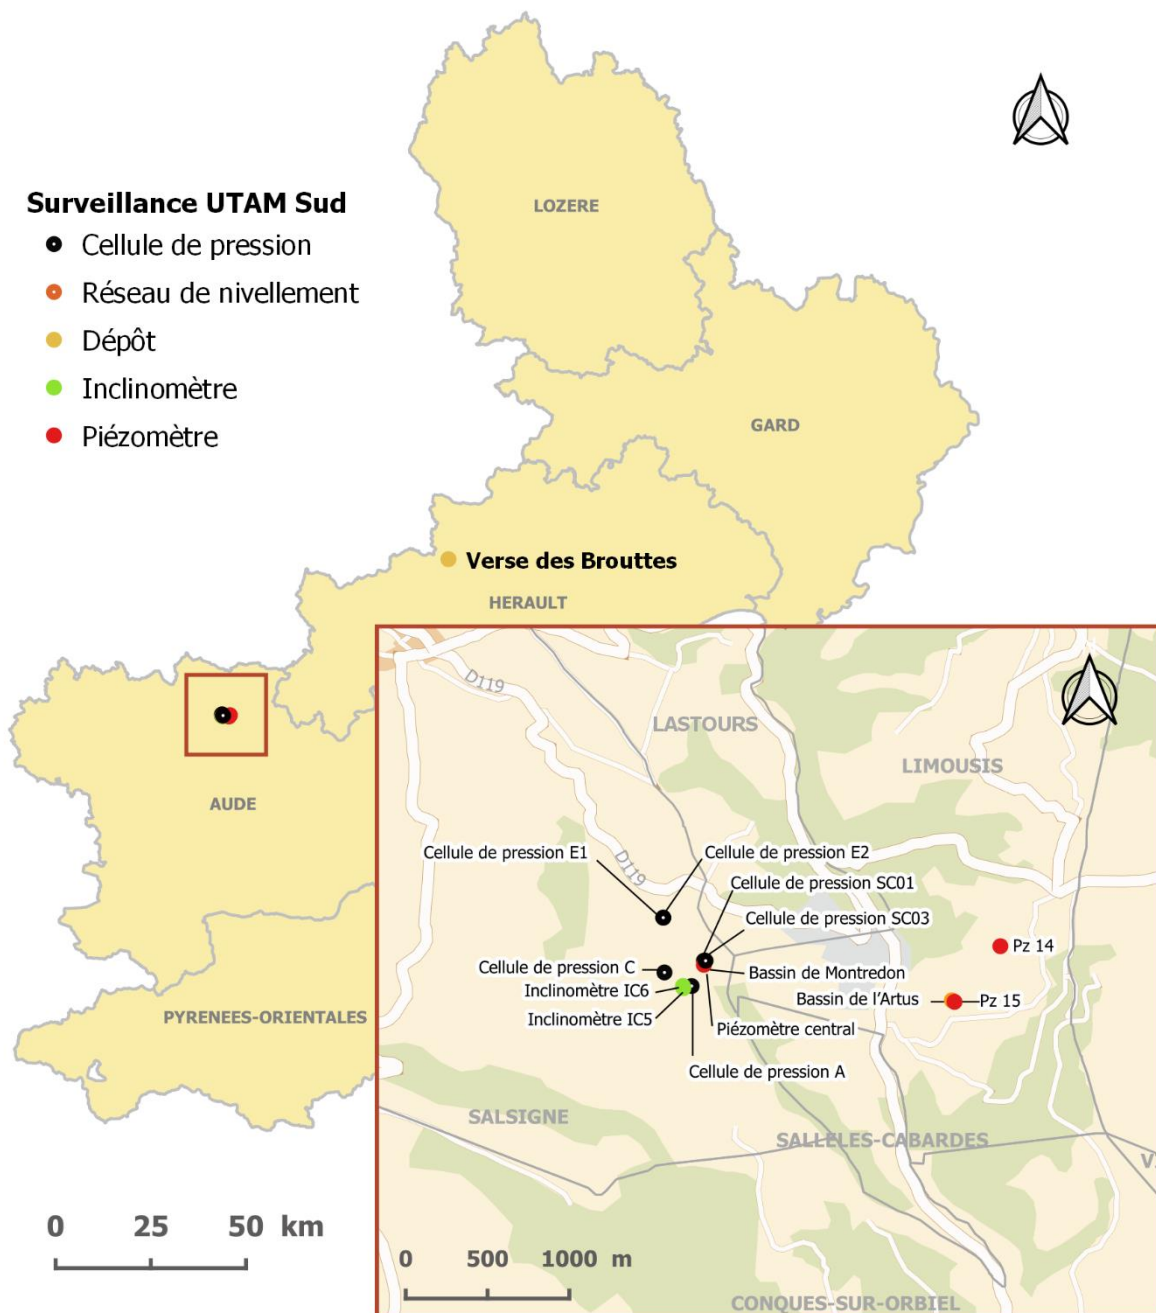 LOZERE
Surveillance UTAM Sud
Cellule de pression
Réseau de nivellement
Dépôt
Inclinomètre
Piézomètre
GARD
Verse des Brouttes
HERAULT
AUDE
PYRENEES-ORIENTALES
0 25 50 km
D119
LASTOURS
LIMOUSIS
D119
Cellule de pression E1
Cellule de pression E2
Cellule de pression SC01
Cellule de pression SC03
Pz 14
Cellule de pression C
Bassin de Montredon
Inclinomètre IC6
Bassin de l'Artus
Pz 15
Inclinomètre IC5
Piézomètre central
Cellule de pression A
SALSIGNE
SALLELES-CABARDES
0 500 1000 m
CONQUES-SUR-ORBIEL